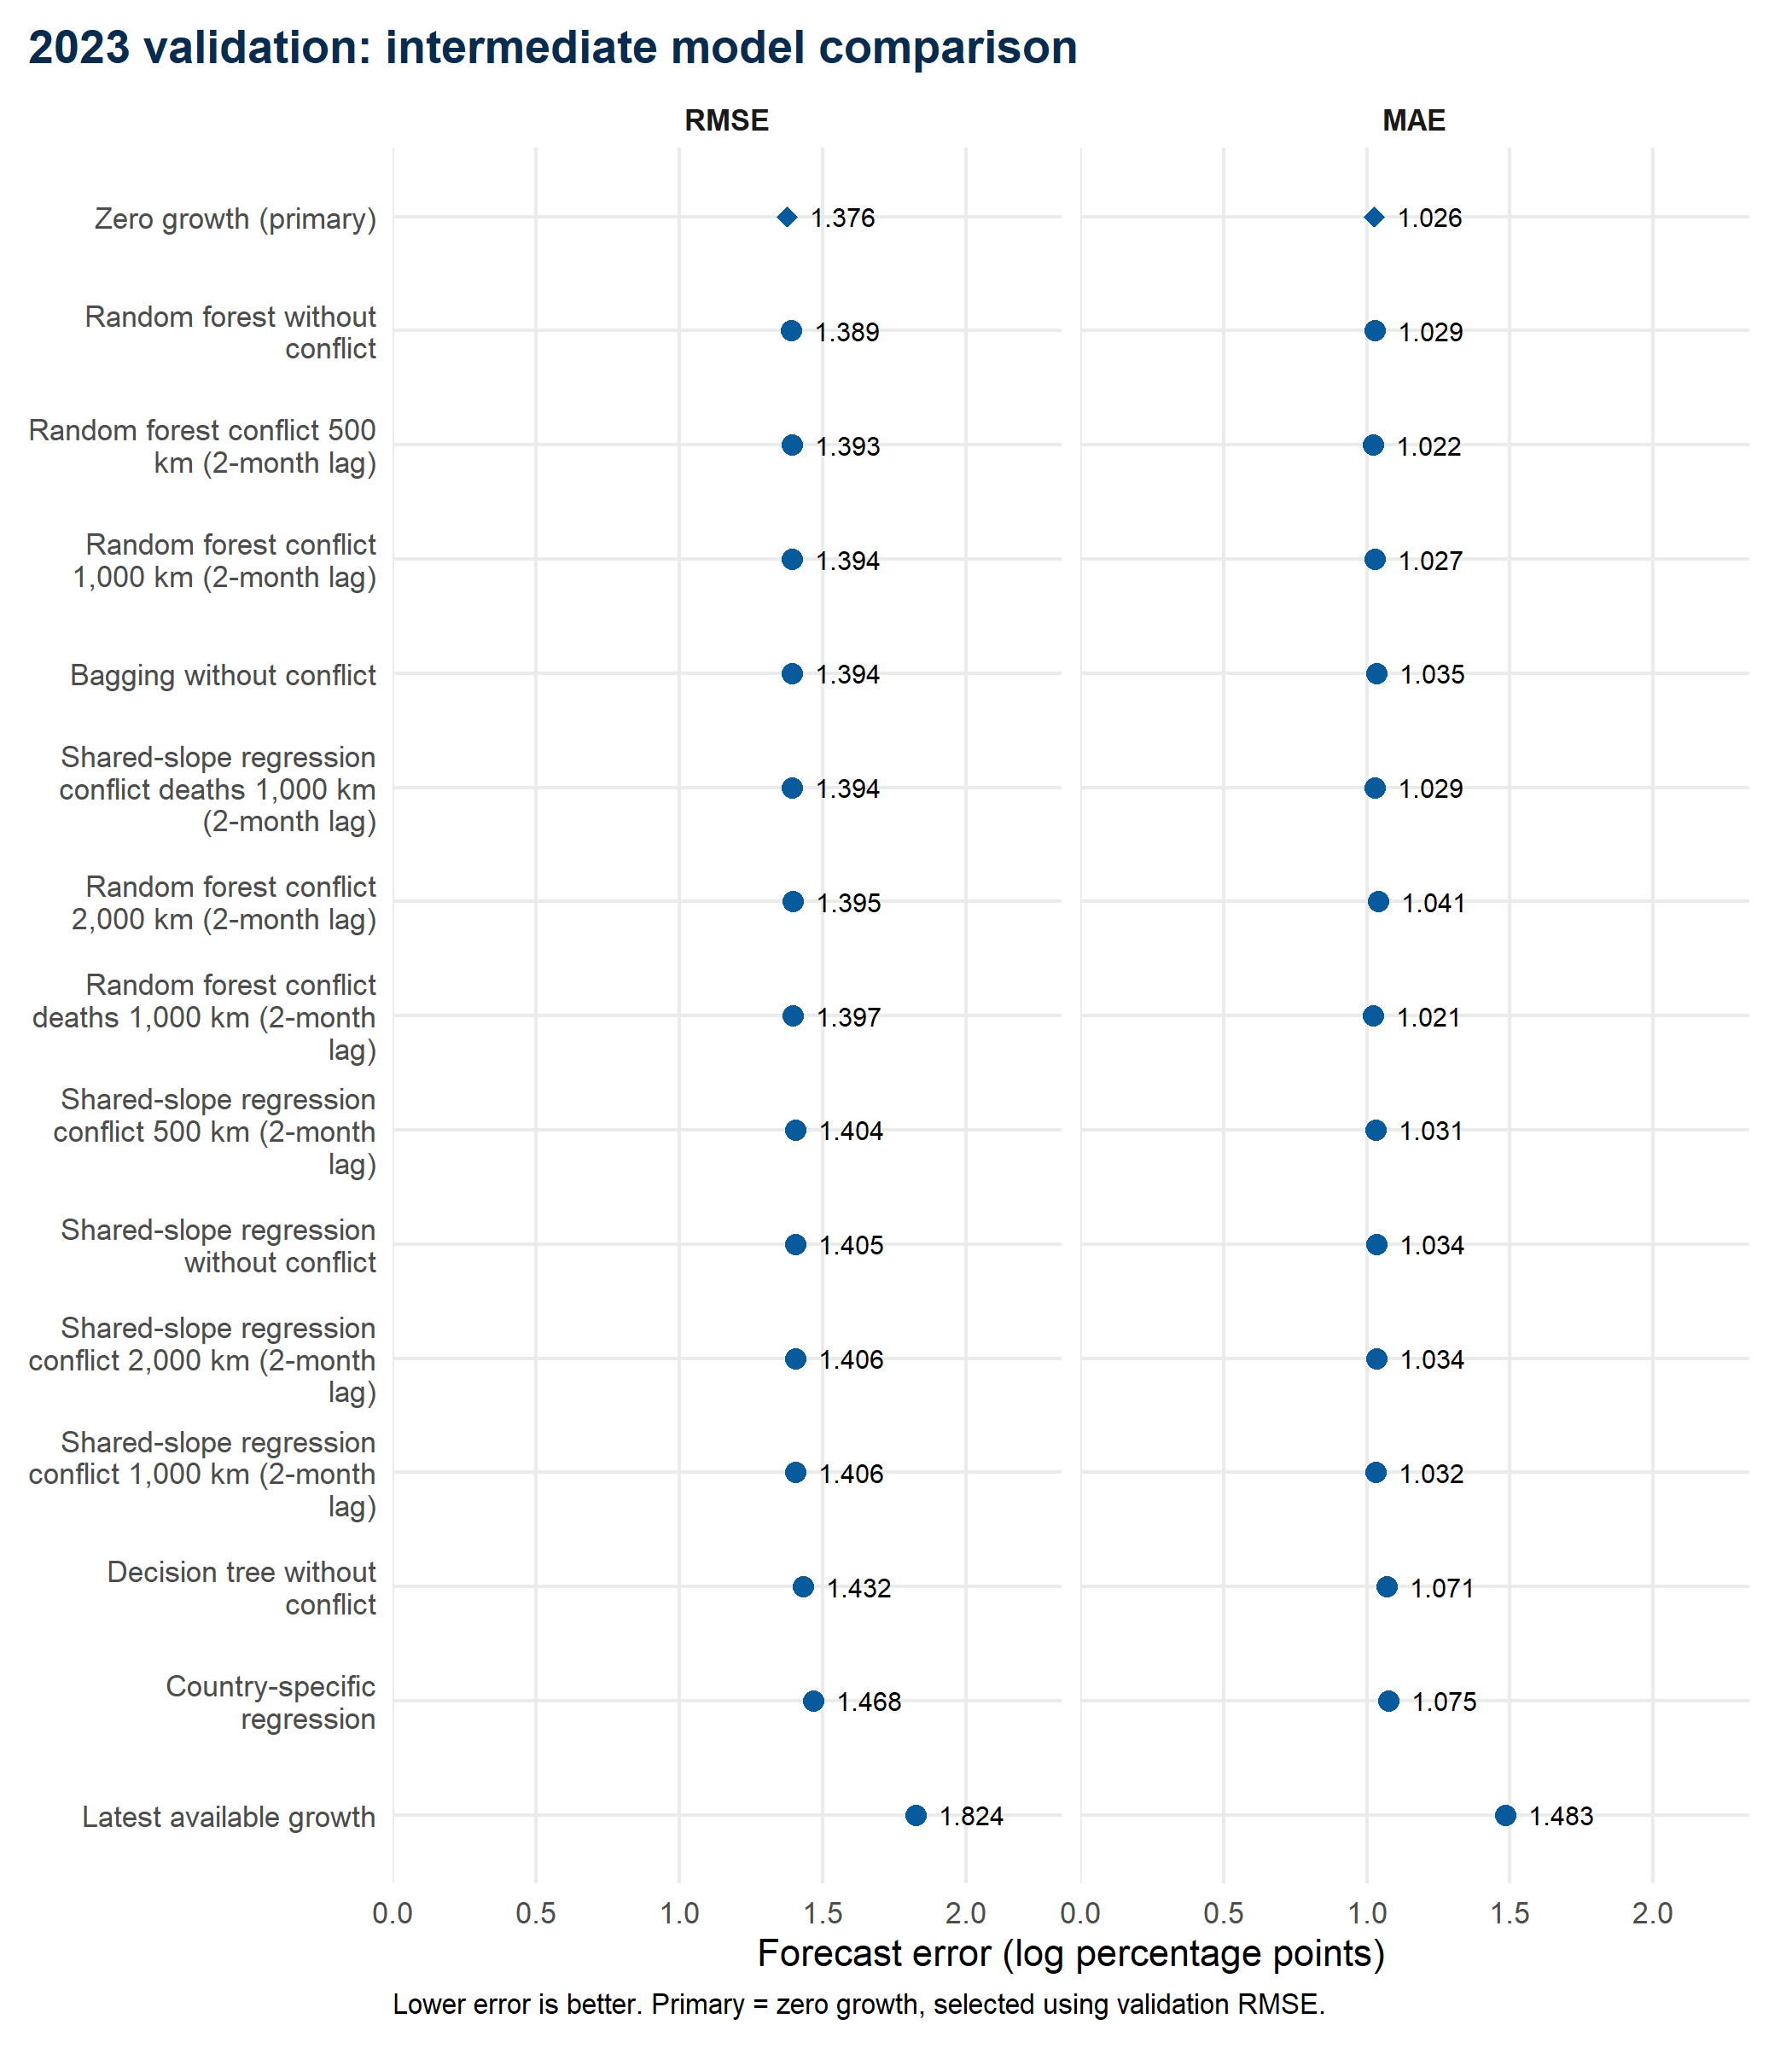 2023 validation: intermediate model comparison
RMSE
MAE
Zero growth (primary)
1.376
1.026
Random forest without
conflict
1.389
1.029
Random forest conflict 500
km (2-month lag)
1.393
1.022
Random forest conflict
1,000 km (2-month lag)
1.394
1.027
Bagging without conflict
1.394
1.035
Shared-slope regression
conflict deaths 1,000 km
(2-month lag)
1.394
1.029
Random forest conflict
2,000 km (2-month lag)
1.395
1.041
Random forest conflict
deaths 1,000 km (2-month
lag)
1.397
1.021
Shared-slope regression
conflict 500 km (2-month
lag)
1.404
1.031
Shared-slope regression
without conflict
1.405
1.034
Shared-slope regression
conflict 2,000 km (2-month
lag)
1.406
1.034
Shared-slope regression
conflict 1,000 km (2-month
lag)
1.406
1.032
Decision tree without
conflict
1.432
1.071
Country-specific
regression
1.468
1.075
Latest available growth
1.824
1.483
0.0 0.5 1.0 1.5 2.0 0.0 0.5 1.0 1.5 2.0
Forecast error (log percentage points)
Lower error is better. Primary = zero growth, selected using validation RMSE.